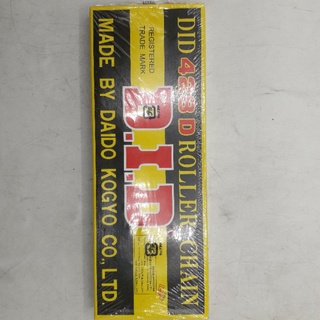 DID 428 D ROLLER CHAIN
REGISTERED
TRADE MARK
D.I.D
MADE BY DAIDO KOGYO CO., LTD.